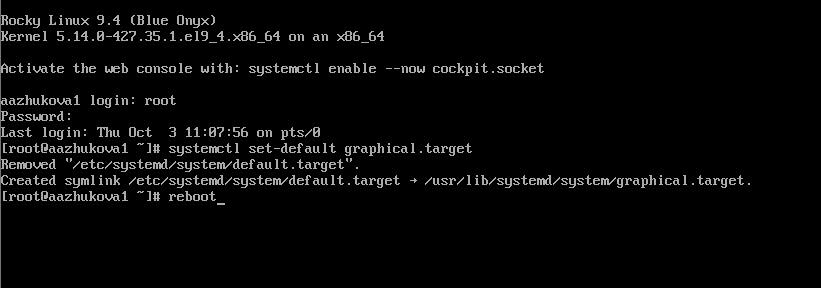 Rocky Linux 9.4 (Blue Onyx)
Kernel 5.14.0-427.35.1.el9_4.x86_64 on an x86_64
Activate the web console with: systemctl enable --now cockpit.socket
aazhukova1 login: root
Password:
Last login: Thu Oct  3 11:07:56 on pts/0
[root@aazhukova1 ~]# systemctl set-default graphical.target
Removed "/etc/systemd/system/default.target".
Created symlink /etc/systemd/system/default.target → /usr/lib/systemd/system/graphical.target.
[root@aazhukova1 ~]# reboot_